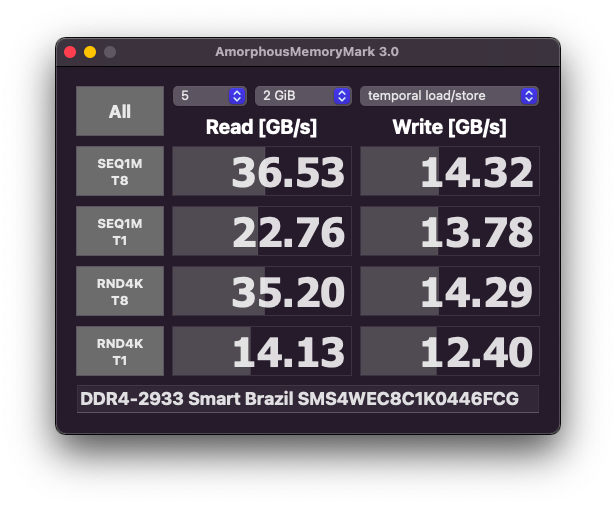 AmorphousMemoryMark 3.0
All
5
2 GiB
temporal load/store
Read [GB/s]
Write [GB/s]
SEQ1M
T8
36.53
14.32
SEQ1M
T1
22.76
13.78
RND4K
T8
35.20
14.29
RND4K
T1
14.13
12.40
DDR4-2933 Smart Brazil SMS4WEC8C1K0446FCG